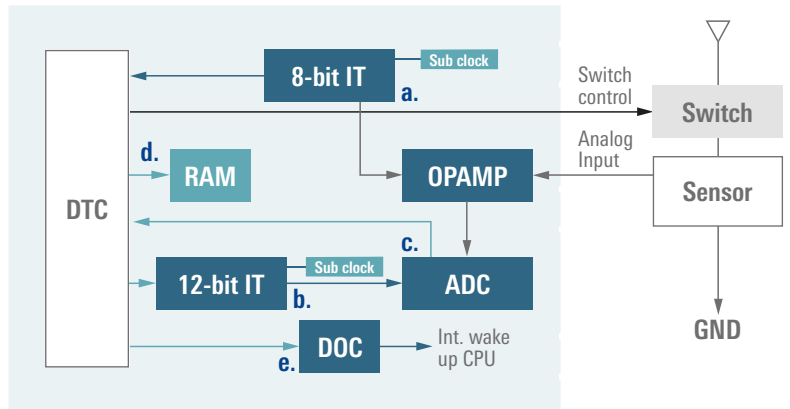 8-bit IT
Sub clock
a.
Switch
control
Switch
d.
RAM
OPAMP
Analog
Input
Sensor
DTC
c.
12-bit IT
Sub clock
b.
ADC
GND
e.
DOC
Int. wake
up CPU